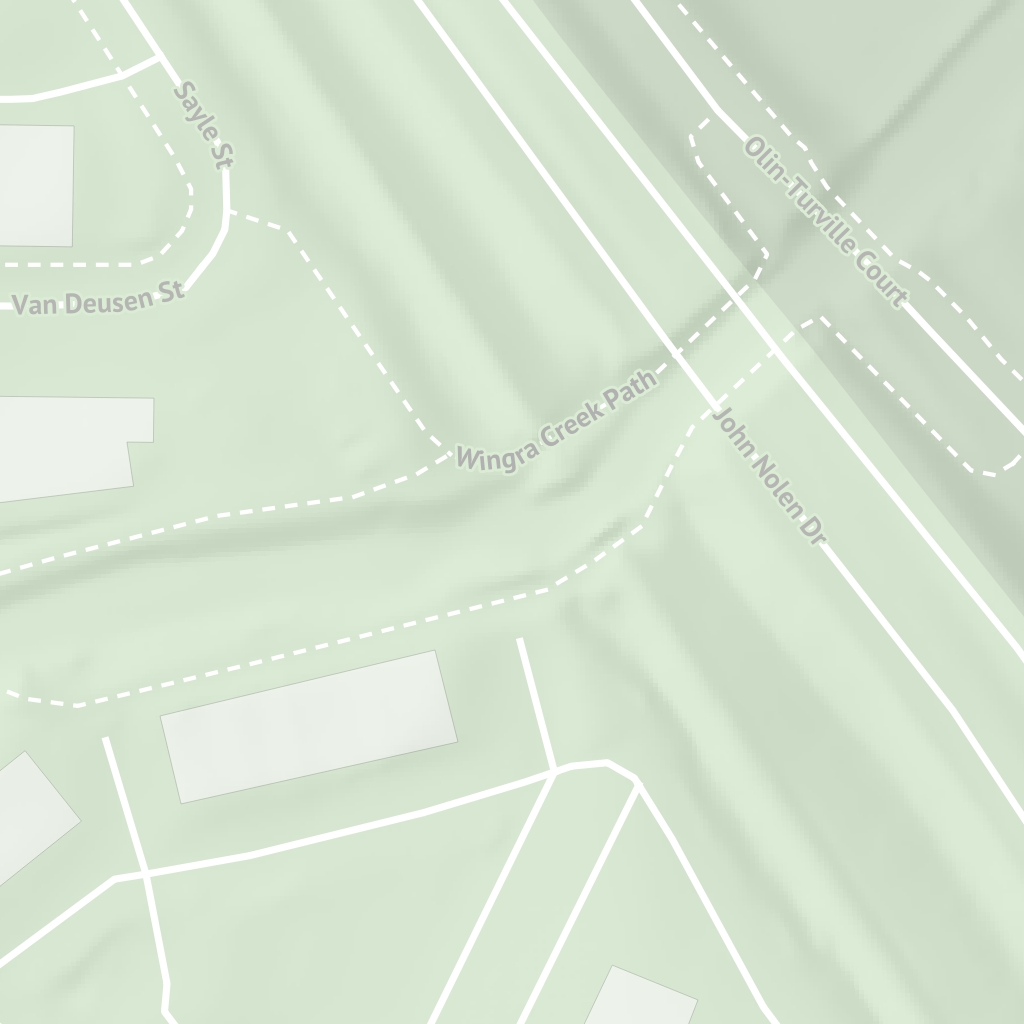 Sayle St
Olin-Turville Court
Van Deusen St
Wingra Creek Path
John Nolen Dr